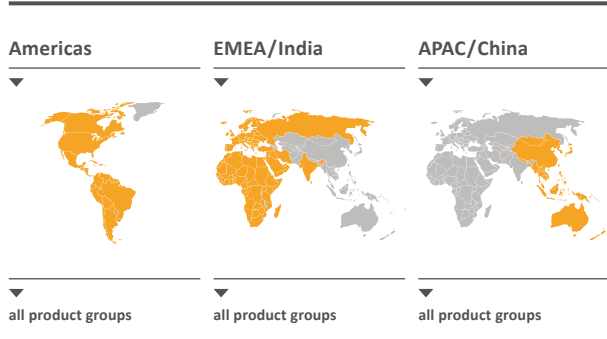 Americas
EMEA/India
APAC/China
all product groups
all product groups
all product groups